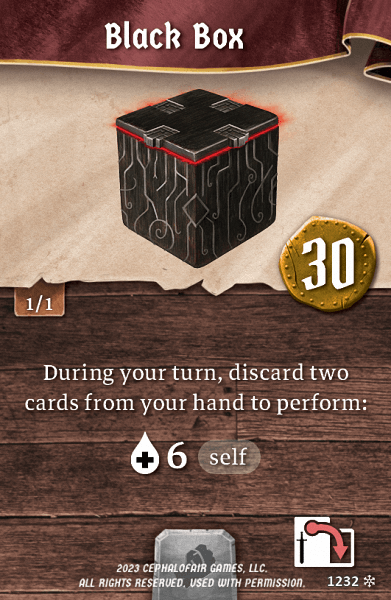 Black Box
30
1/1
During your turn, discard two
cards from your hand to perform:
6 self
2023 CEPHALOFAIR GAMES, LLC.
ALL RIGHTS RESERVED. USED WITH PERMISSION.
1232